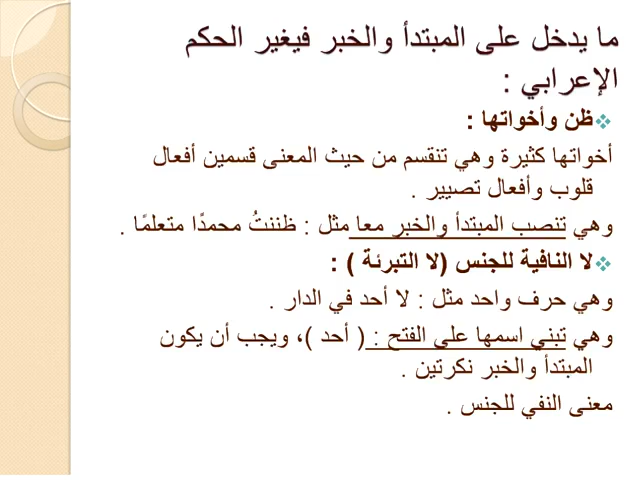 ما يدخل على المبتدأ والخبر فيغير الحكم
الإعرابي :
ظن وأخواتها :
أخواتها كثيرة وهي تنقسم من حيث المعنى قسمين أفعال
قلوب وأفعال تصيير .
وهي تنصب المبتدأ والخبر معا مثل : ظننتُ محمدًا متعلمًا .
لا النافية للجنس (لا التبرئة ) :
وهي حرف واحد مثل : لا أحد في الدار .
وهي تبني اسمها على الفتح : ( أحد )، ويجب أن يكون
المبتدأ والخبر نكرتين .
معنى النفي للجنس .